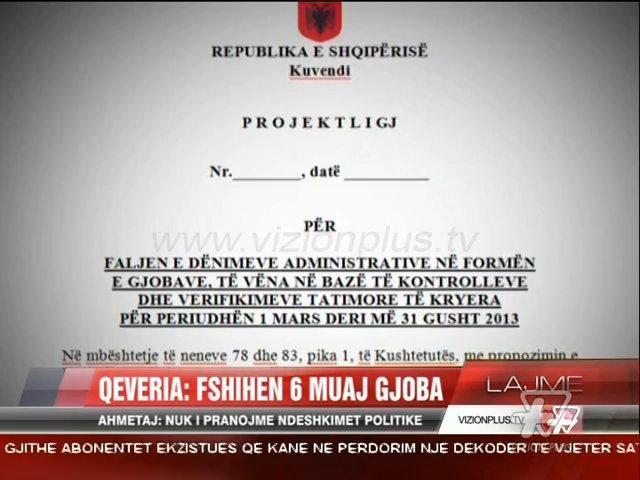 REPUBLIKA E SHQIPËRISË
Kuvendi
P R O J E K T L I G J
Nr.________, datë __________
PËR
www.vizionplus.tv
FALJEN E DËNIMEVE ADMINISTRATIVE NË FORMËN
E GJOBAVE, TË VËNA NË BAZË TË KONTROLLEVE
DHE VERIFIKIMEVE TATIMORE TË KRYERA
PËR PERIUDHËN 1 MARS DERI MË 31 GUSHT 2013
Në mbështetje të neneve 78 dhe 83, pika 1, të Kushtetutës, me propozimin e
QEVERIA: FSHIHEN 6 MUAJ GJOBA
LAJME
AHMETAJ: NUK I PRANOJME NDESHKIMET POLITIKE
VIZIONPLUS.TV
GJITHE ABONENTET EKZISTUES QE KANE NE PERDORIM NJE DEKODER TE VJETER SAT